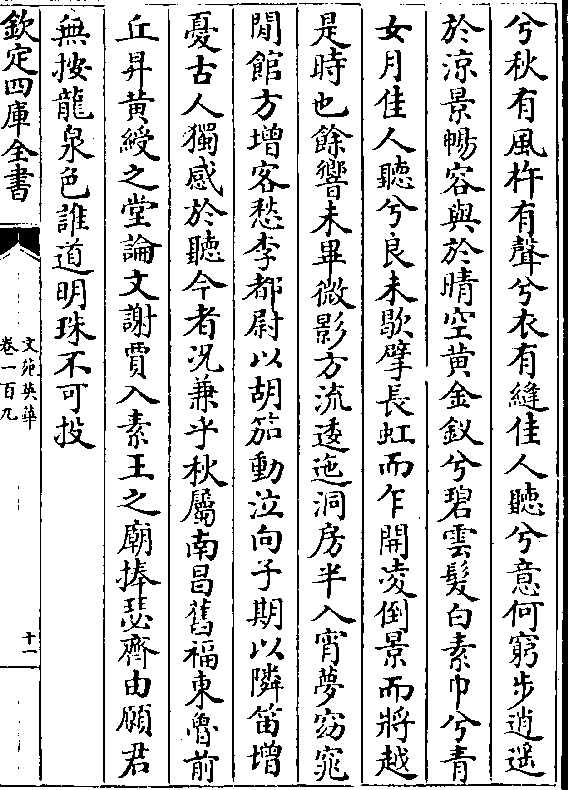 兮秋有風杵有聲兮衣有縫佳人聽兮意何窮步逍遥
於涼景暢容與於晴空黄金釵兮碧雲髮白素巾兮青
女月佳人聽兮良未歇擘長虹而乍開凌倒景而將越
是時也餘響未畢微影方流逶迤洞房半入宵夢窈窕
閒館方增客愁李都尉以胡笳動泣向子期以隣笛增
憂古人獨感於聽今者况兼乎秋屬南昌舊福東魯前
丘昇黄綬之堂論文謝賈入素王之廟捧瑟齊由願君
無按龍泉色誰道明珠不可投
欽定四庫全書
文苑英華
卷一百九
十一